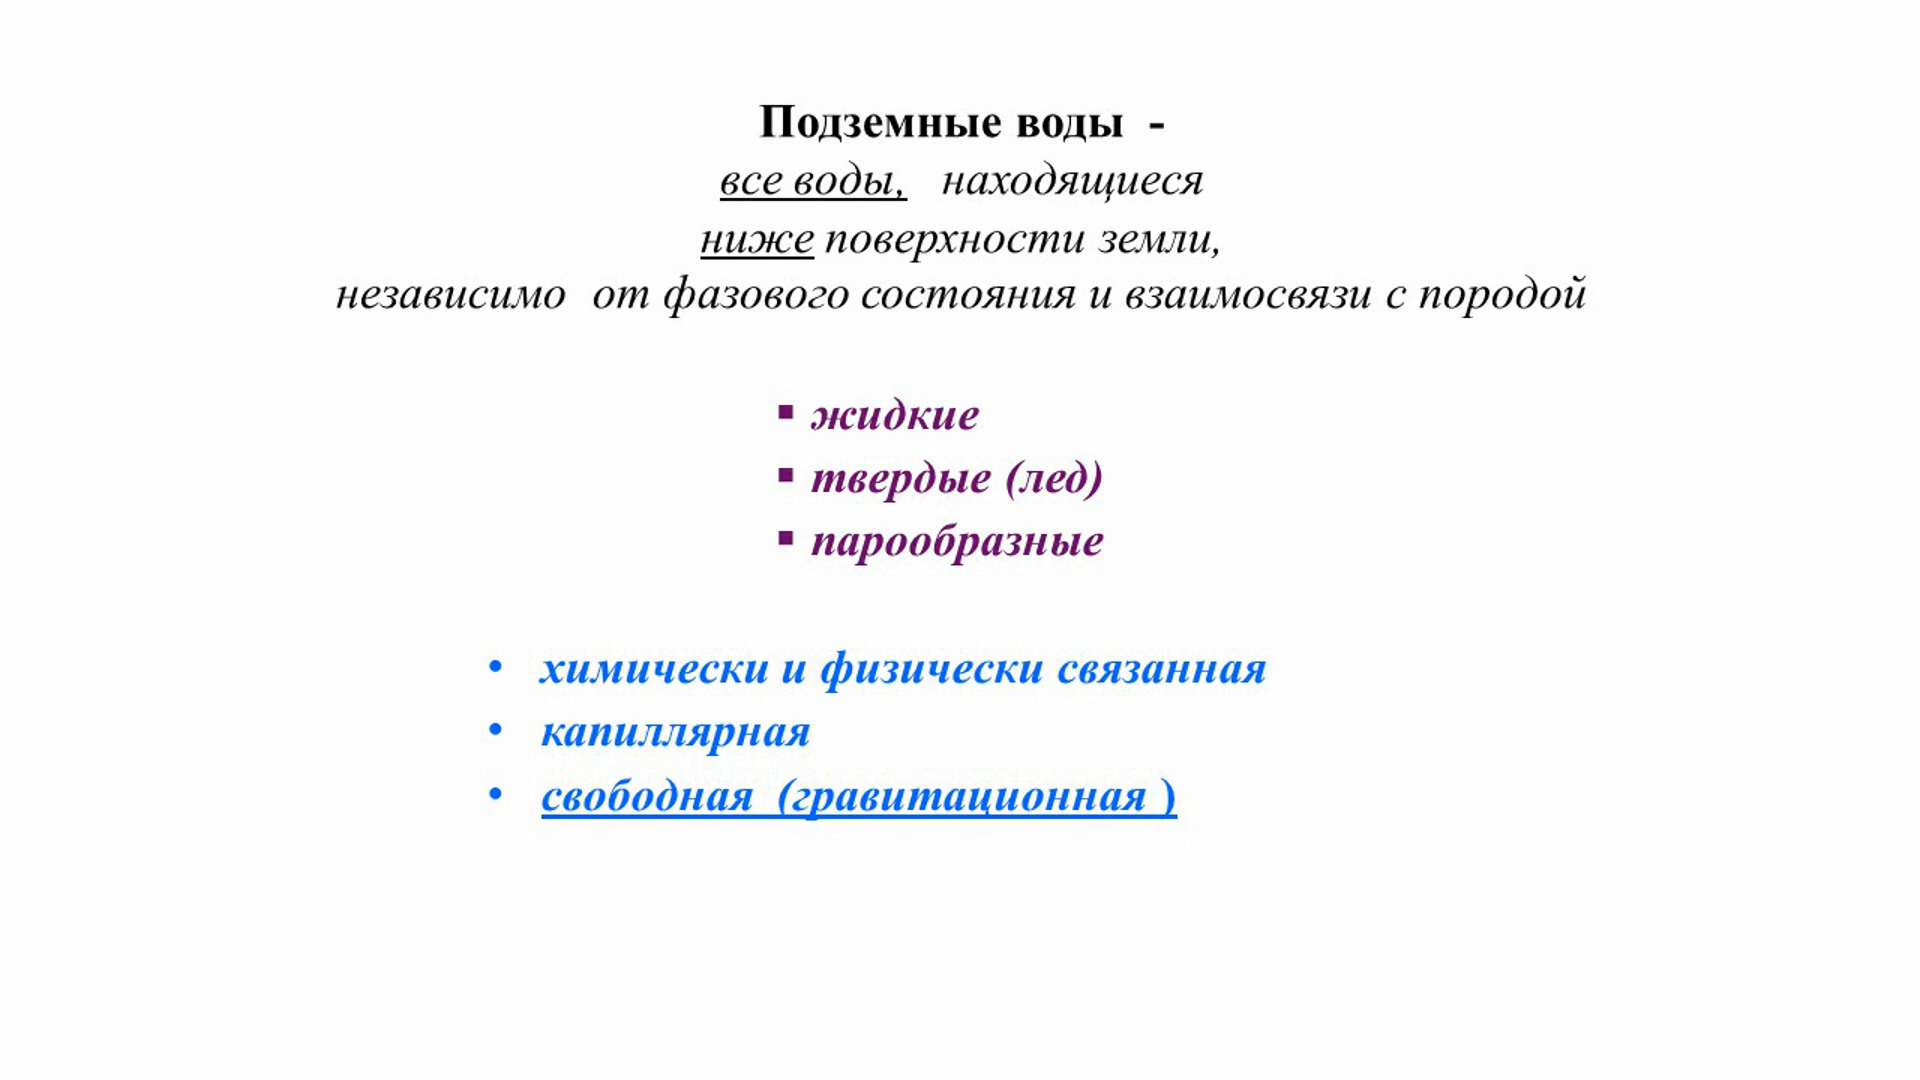 Подземные воды -
все воды, находящиеся
ниже поверхности земли,
независимо от фазового состояния и взаимосвязи с породой
▪ жидкие
▪ твердые (лед)
▪ парообразные
• химически и физически связанная
• капиллярная
• свободная (гравитационная )